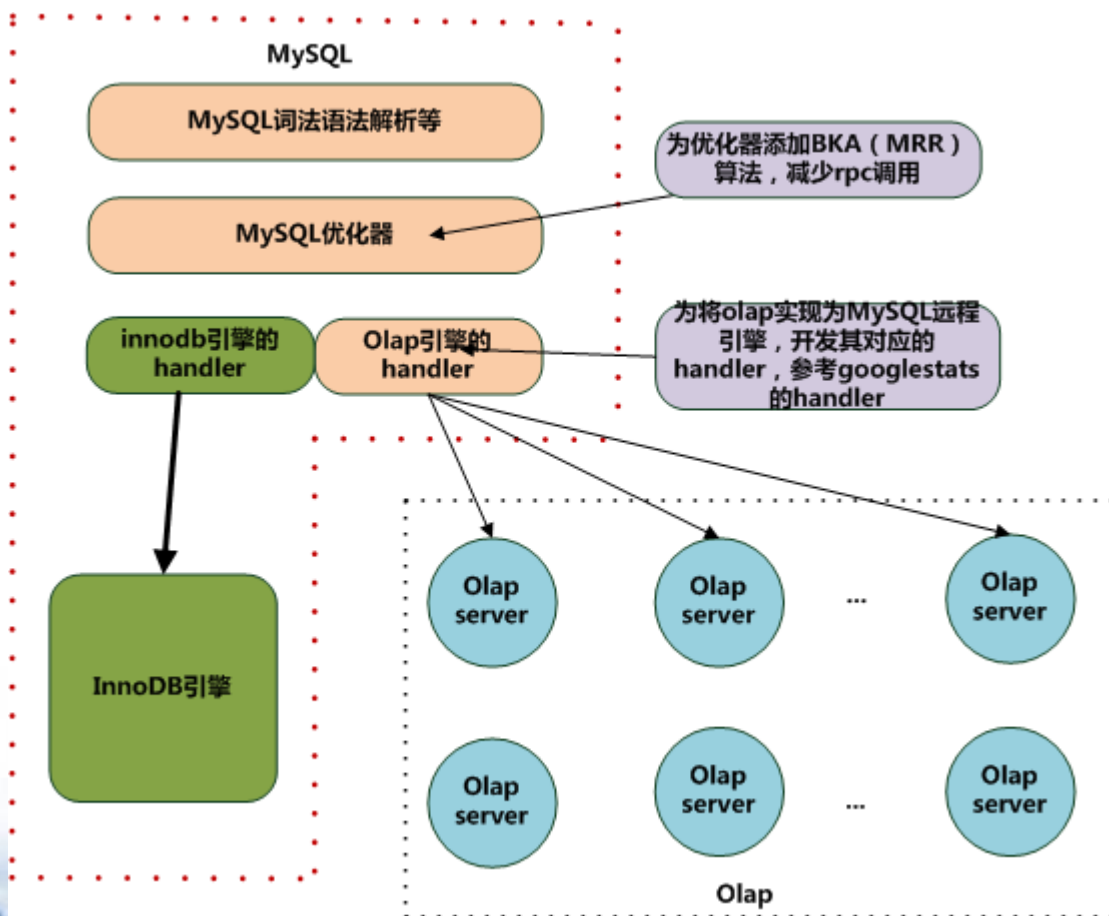 MySQL
MySQL词法语法解析等
为优化器添加BKA（MRR）
算法，减少rpc调用
MySQL优化器
innodb引擎的
handler
Olap引擎的
handler
为将olap实现为MySQL远程
引擎，开发其对应的
handler，参考googlestats
的handler
Olap
server
Olap
server
...
Olap
server
InnoDB引擎
Olap
server
Olap
server
...
Olap
server
Olap